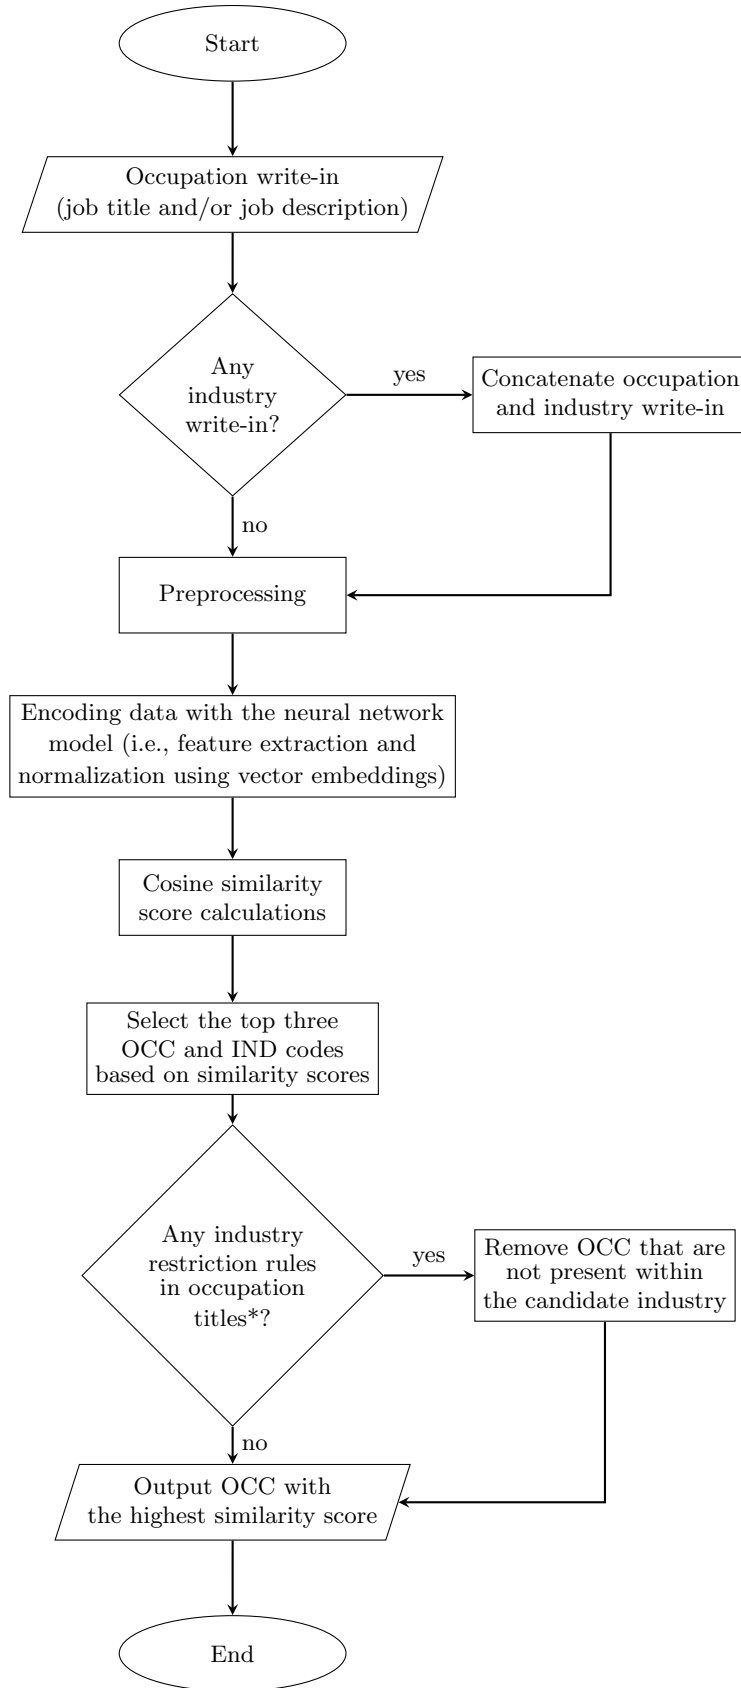 Start
Occupation write-in
(job title and/or job description)
Any
industry
write-in?
yes
Concatenate occupation
and industry write-in
no
Preprocessing
Encoding data with the neural network
model (i.e., feature extraction and
normalization using vector embeddings)
Cosine similarity
score calculations
Select the top three
OCC and IND codes
based on similarity scores
Any industry
restriction rules
in occupation
titles*?
yes
Remove OCC that are
not present within
the candidate industry
no
Output OCC with
the highest similarity score
End